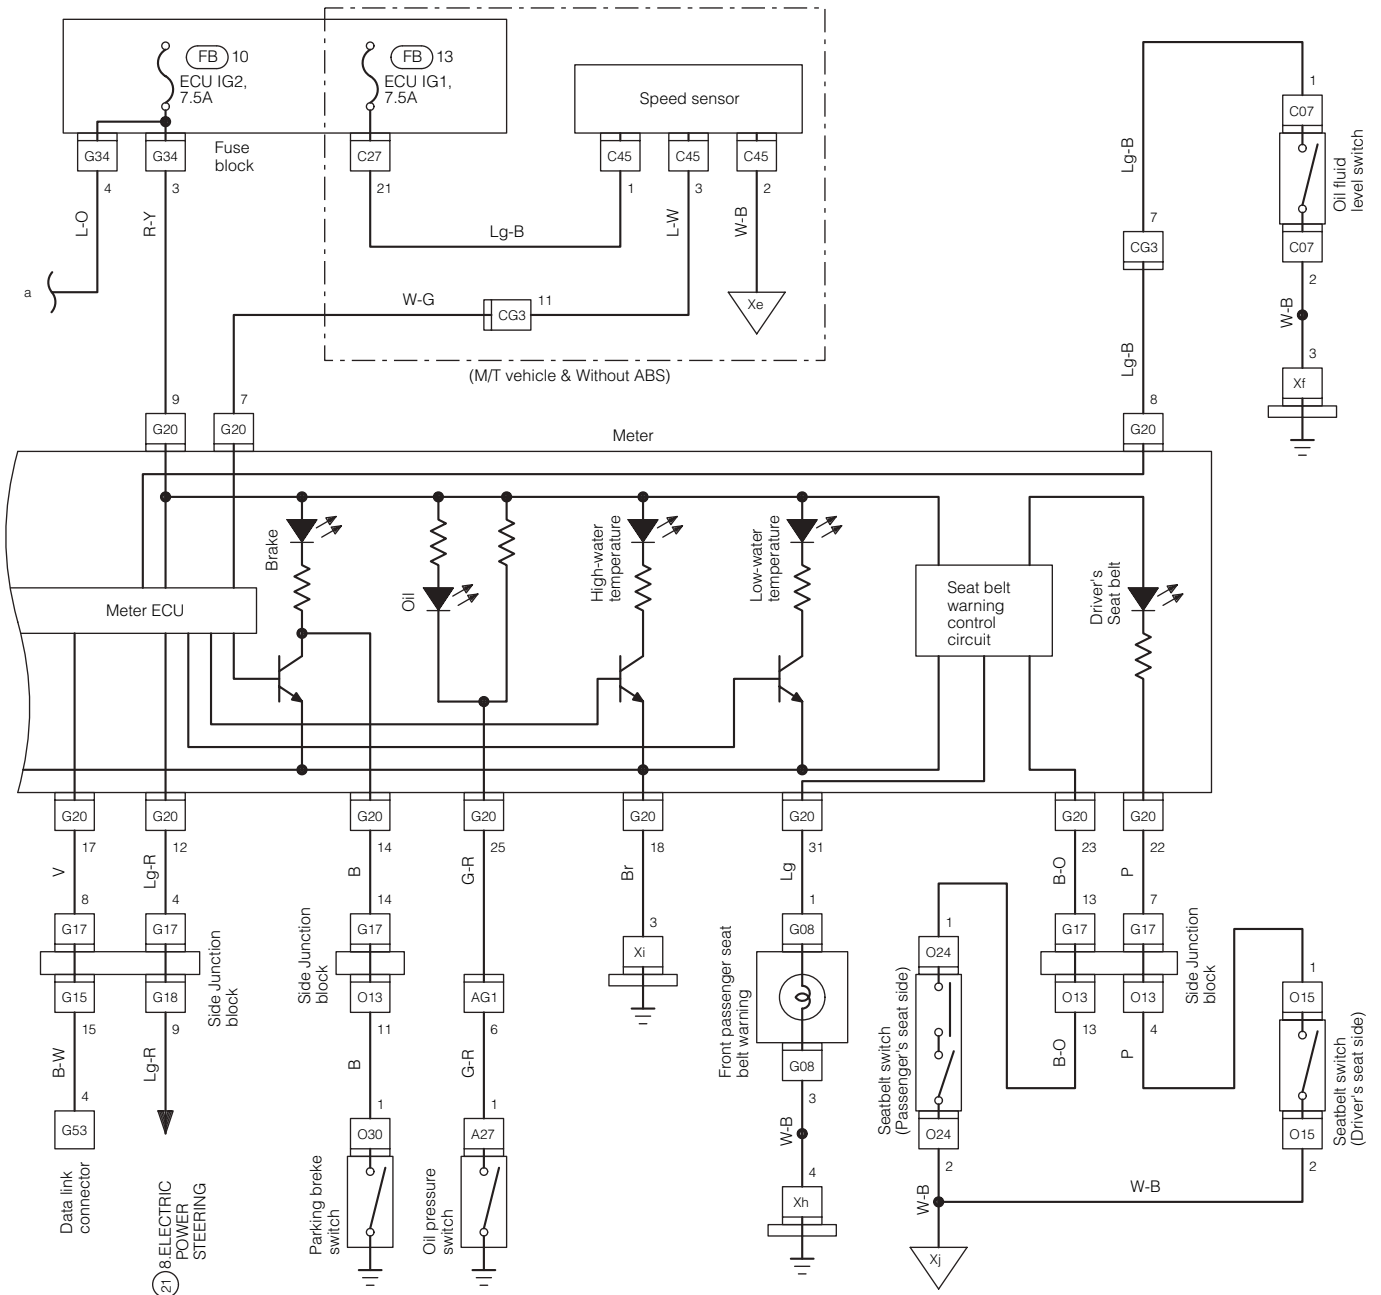 FB 10
ECU IG2,
7.5A
FB 13
ECU IG1,
7.5A
Speed sensor
G34
G34
Fuse
block
C27
C45
C45
C45
4
3
21
1
3
2
L-O
R-Y
Lg-B
L-W
W-B
a
W-G
CG3
11
Xe
(M/T vehicle & Without ABS)
1
C07
Oil fluid
level switch
C07
2
W-B
3
Xf
Lg-B
7
CG3
Lg-B
8
G20
9
G20
7
G20
Meter
Brake
Oil
High-water
temperature
Low-water
temperature
Driver's
Seat belt
Meter ECU
Seat belt
warning
control
circuit
G20
G20
G20
G20
G20
G20
G20
G20
17
12
14
25
18
31
23
22
V
Lg-R
B
G-R
Br
Lg
B-O
P
8
4
14
3
1
13
7
G17
G17
G17
Xi
G08
G17
G17
Side Junction
block
Side Junction
block
Side Junction
block
G15
G18
O13
AG1
O13
O13
15
9
11
6
13
4
B-W
Lg-R
B
G-R
B-O
P
4
G53
Data link
connector
21 8.ELECTRIC
POWER
STEERING
1
O30
Parking breke
switch
1
A27
Oil pressure
switch
Front passenger seat
belt warning
G08
3
W-B
4
Xh
1
O24
Seatbelt switch
(Passenger's seat side)
O24
2
W-B
Xj
W-B
1
O15
Seatbelt switch
(Driver's seat side)
O15
2